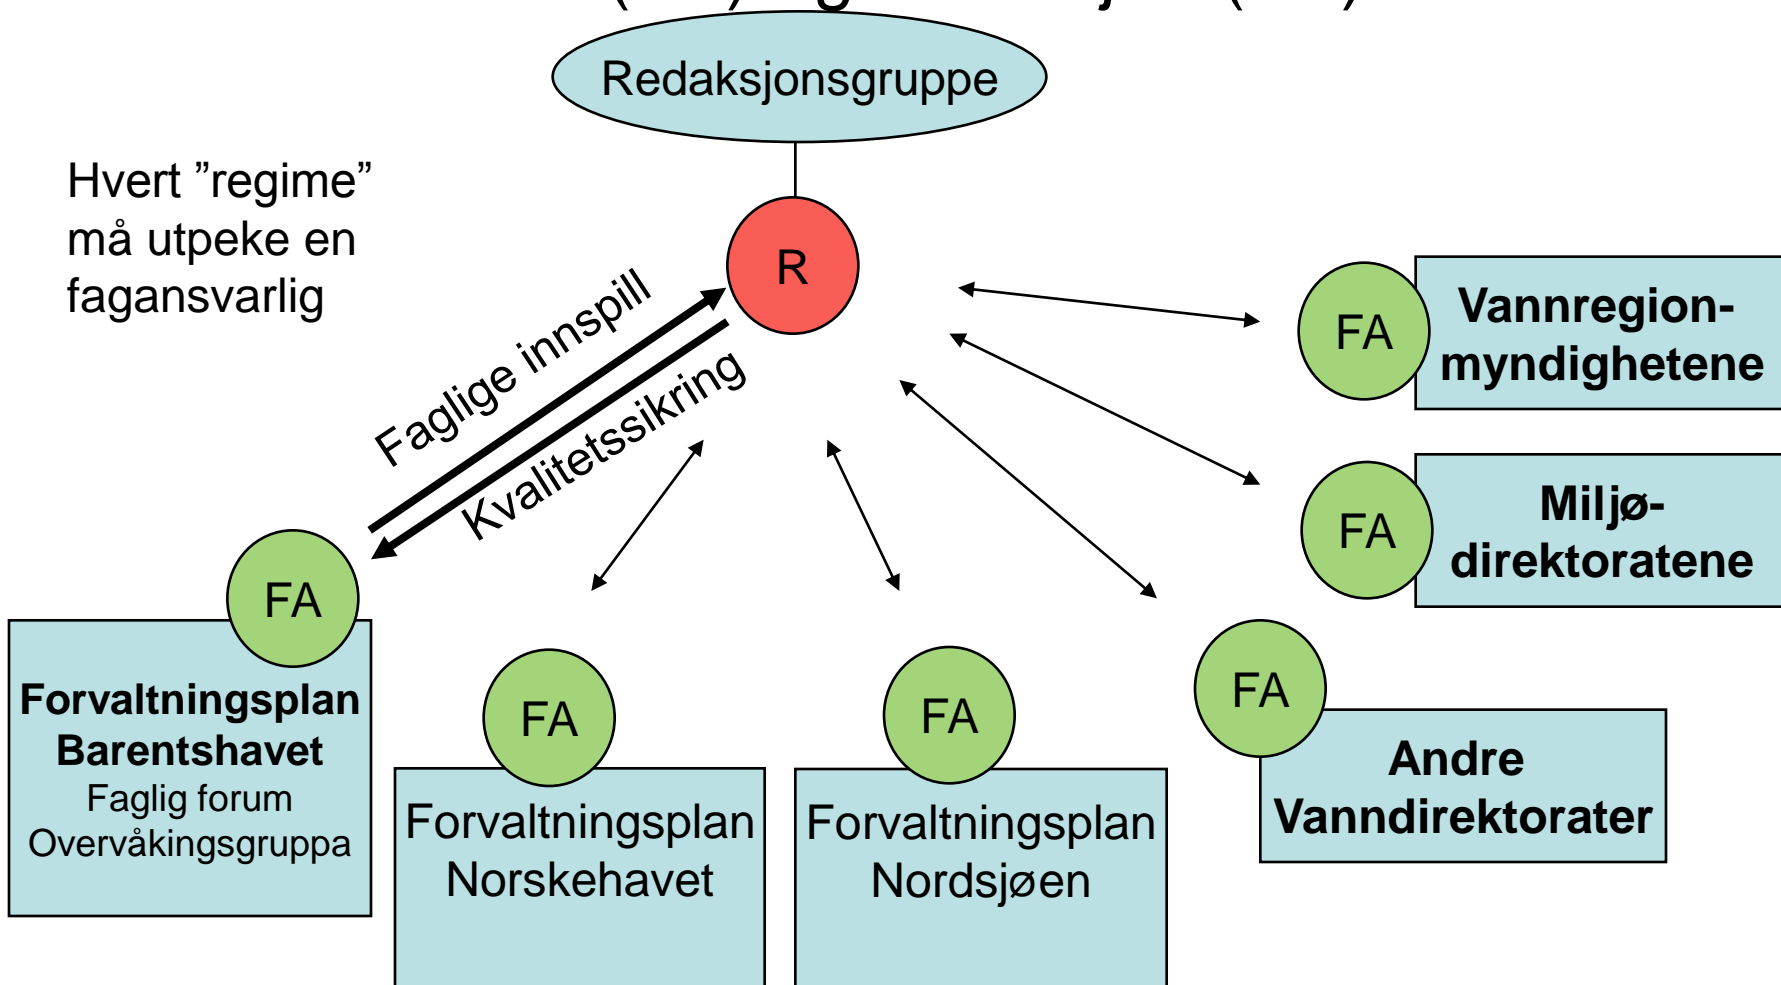 Redaksjonsgruppe
Hvert ”regime”
må utpeke en
fagansvarlig
R
Faglige innspill
Kvalitetssikring
FA
Vannregion-
myndighetene
FA
Miljø-
direktoratene
FA
Forvaltningsplan
Barentshavet
Faglig forum
Overvåkingsgruppa
FA
Forvaltningsplan
Norskehavet
FA
Forvaltningsplan
Nordsjøen
FA
Andre
Vanndirektorater